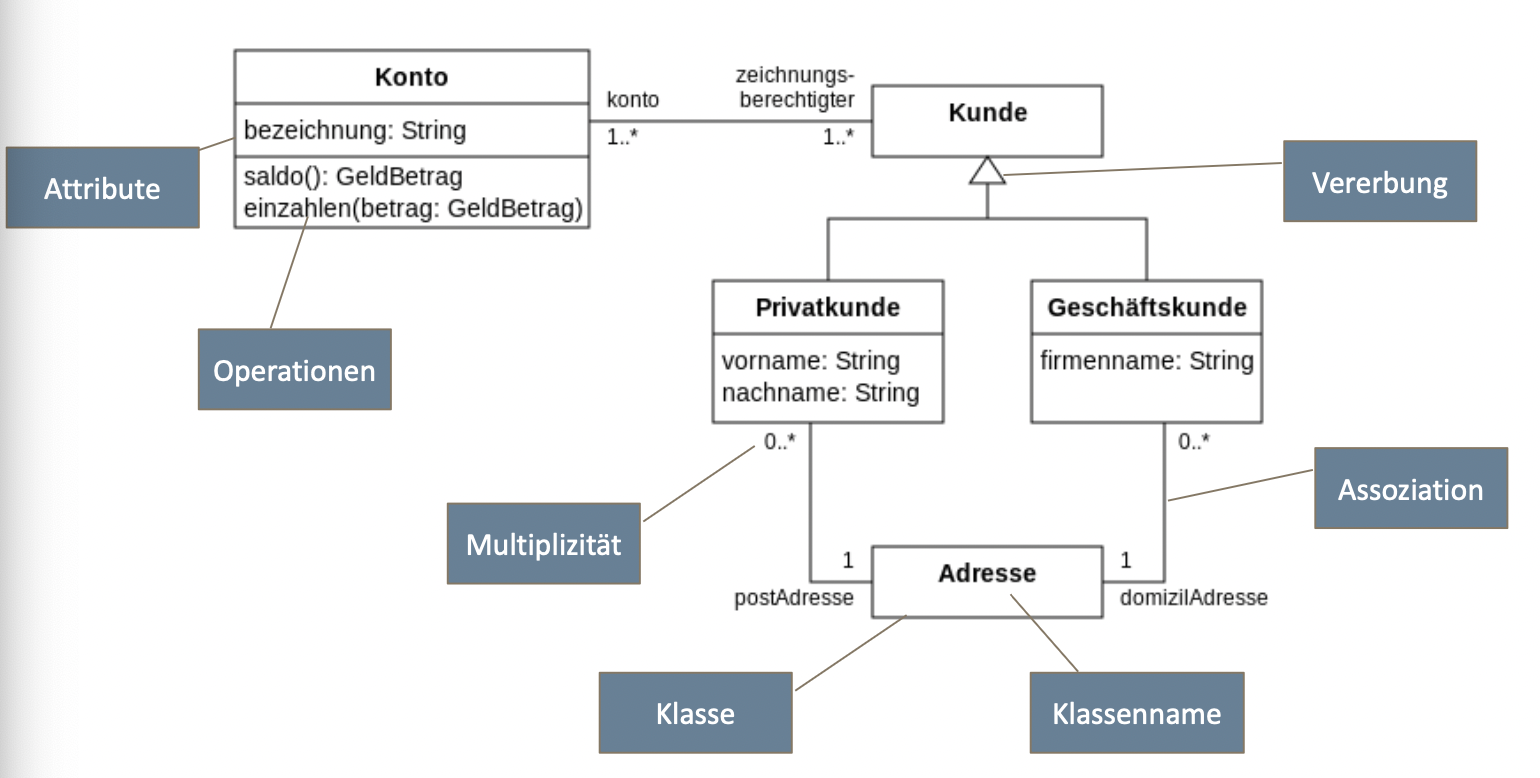 Konto
bezeichnung: String
saldo(): GeldBetrag
einzahlen(betrag: GeldBetrag)
konto
1..*
zeichnungs-
berechtigter
1..*
Kunde
Attribute
Vererbung
Operationen
Privatkunde
vorname: String
nachname: String
Geschäftskunde
firmenname: String
0..*
0..*
Multiplizität
Assoziation
1
postAdresse
Adresse
1
domizilAdresse
Klasse
Klassenname